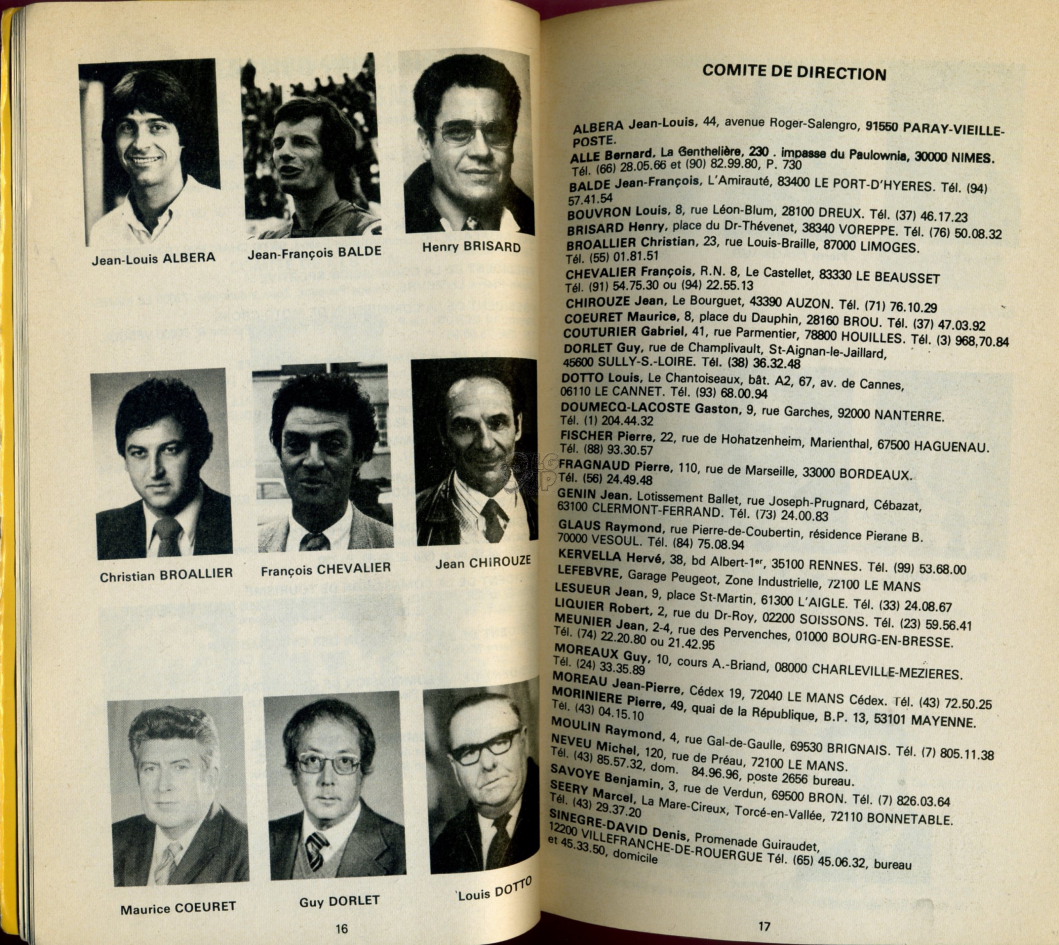 Jean-Louis ALBERA
Jean-François BALDE
Henry BRISARD
Christian BROALLIER
François CHEVALIER
Jean CHIROUZE
Maurice COEURET
Guy DORLET
Louis DOTTO
16
COMITE DE DIRECTION
ALBERA Jean-Louis, 44, avenue Roger-Salengro, 91550 PARAY-VIEILLE-
POSTE.
ALLE Bernard, La Genthelière, 230 . impasse du Paulownia, 30000 NIMES.
Tél. (66) 28.05.66 et (90) 82.99.80, P. 730
BALDE Jean-François, L'Amirauté, 83400 LE PORT-D'HYERES. Tél. (94)
57.41.54
BOUVRON Louis, 8, rue Léon-Blum, 28100 DREUX. Tél. (37) 46.17.23
BRISARD Henry, place du Dr-Thévenet, 38340 VOREPPE. Tél. (76) 50.08.32
BROALLIER Christian, 23, rue Louis-Braille, 87000 LIMOGES.
Tél. (55) 01.81.51
CHEVALIER François, R.N. 8, Le Castellet, 83330 LE BEAUSSET
Tél. (91) 54.75.30 ou (94) 22.55.13
CHIROUZE Jean, Le Bourguet, 43390 AUZON. Tél. (71) 76.10.29
COEURET Maurice, 8, place du Dauphin, 28160 BROU. Tél. (37) 47.03.92
COUTURIER Gabriel, 41, rue Parmentier, 78800 HOUILLES. Tél. (3) 968,70.84
DORLET Guy, rue de Champlivault, St-Aignan-le-Jaillard,
45600 SULLY-S.-LOIRE. Tél. (38) 36.32.48
DOTTO Louis, Le Chantoiseaux, bât. A2, 67, av. de Cannes,
06110 LE CANNET. Tél. (93) 68.00.94
DOUMECQ-LACOSTE Gaston, 9, rue Garches, 92000 NANTERRE.
Tél. (1) 204.44.32
FISCHER Pierre, 22, rue de Hohatzenheim, Marienthal, 67500 HAGUENAU.
Tél. (88) 93.30.57
FRAGNAUD Pierre, 110, rue de Marseille, 33000 BORDEAUX.
Tél. (56) 24.49.48
GENIN Jean. Lotissement Ballet, rue Joseph-Prugnard, Cébazat,
63100 CLERMONT-FERRAND. Tél. (73) 24.00.83
GLAUS Raymond, rue Pierre-de-Coubertin, résidence Pierane B.
70000 VESOUL. Tél. (84) 75.08.94
KERVELLA Hervé, 38, bd Albert-1er, 35100 RENNES. Tél. (99) 53.68.00
LEFEBVRE, Garage Peugeot, Zone Industrielle, 72100 LE MANS
LESUEUR Jean, 9, place St-Martin, 61300 L'AIGLE. Tél. (33) 24.08.67
LIQUIER Robert, 2, rue du Dr-Roy, 02200 SOISSONS. Tél. (23) 59.56.41
MEUNIER Jean, 2-4, rue des Pervenches, 01000 BOURG-EN-BRESSE.
Tél. (74) 22.20.80 ou 21.42.95
MOREAUX Guy, 10, cours A.-Briand, 08000 CHARLEVILLE-MEZIERES.
Tél. (24) 33.35.89
MOREAU Jean-Pierre, Cédex 19, 72040 LE MANS Cédex. Tél. (43) 72.50.25
MORINIERE Pierre, 49, quai de la République, B.P. 13, 53101 MAYENNE.
Tél. (43) 04.15.10
MOULIN Raymond, 4, rue Gal-de-Gaulle, 69530 BRIGNAIS. Tél. (7) 805.11.38
NEVEU Michel, 120, rue de Préau, 72100 LE MANS.
Tél. (43) 85.57.32, dom. 84.96.96, poste 2656 bureau.
SAVOYE Benjamin, 3, rue de Verdun, 69500 BRON. Tél. (7) 826.03.64
SEERY Marcel, La Mare-Cireux, Torcé-en-Vallée, 72110 BONNETABLE.
Tél. (43) 29.37.20
SINEGRE-DAVID Denis, Promenade Guiraudet,
12200 VILLEFRANCHE-DE-ROUERGUE Tél. (65) 45.06.32, bureau
et 45.33.50, domicile
17